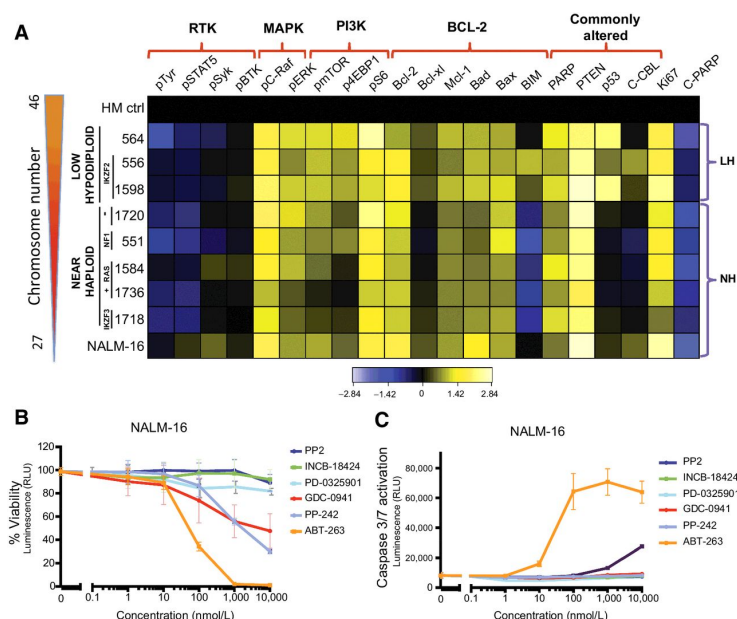 A
RTK MAPK PI3K BCL-2 Commonly altered
pTyr pSTAT5 pSyk pBTK pC-Raf pERK pmTOR p4EBP1 pS6 Bcl-2 Bcl-xl Mcl-1 Bad Bax BIM PARP PTEN p53 C-CBL Ki67 C-PARP
46
Chromosome number
27
HM ctrl
LOW HYPODIPLOID
IKZF2
564
556
1598
NEAR HAPLOID
-
NF1
RAS
+
IKZF3
1720
551
1584
1736
1718
NALM-16
LH
NH
-2.84 -1.42 0 1.42 2.84
B
NALM-16
% Viability
Luminescence (RLU)
120
100
80
60
40
20
0
0 0.1 1 10 100 1,000 10,000
Concentration (nmol/L)
PP2
INCB-18424
PD-0325901
GDC-0941
PP-242
ABT-263
C
NALM-16
Caspase 3/7 activation
Luminescence (RLU)
80,000
60,000
40,000
20,000
0
0 0.1 1 10 100 1,000 10,000
Concentration (nmol/L)
PP2
INCB-18424
PD-0325901
GDC-0941
PP-242
ABT-263